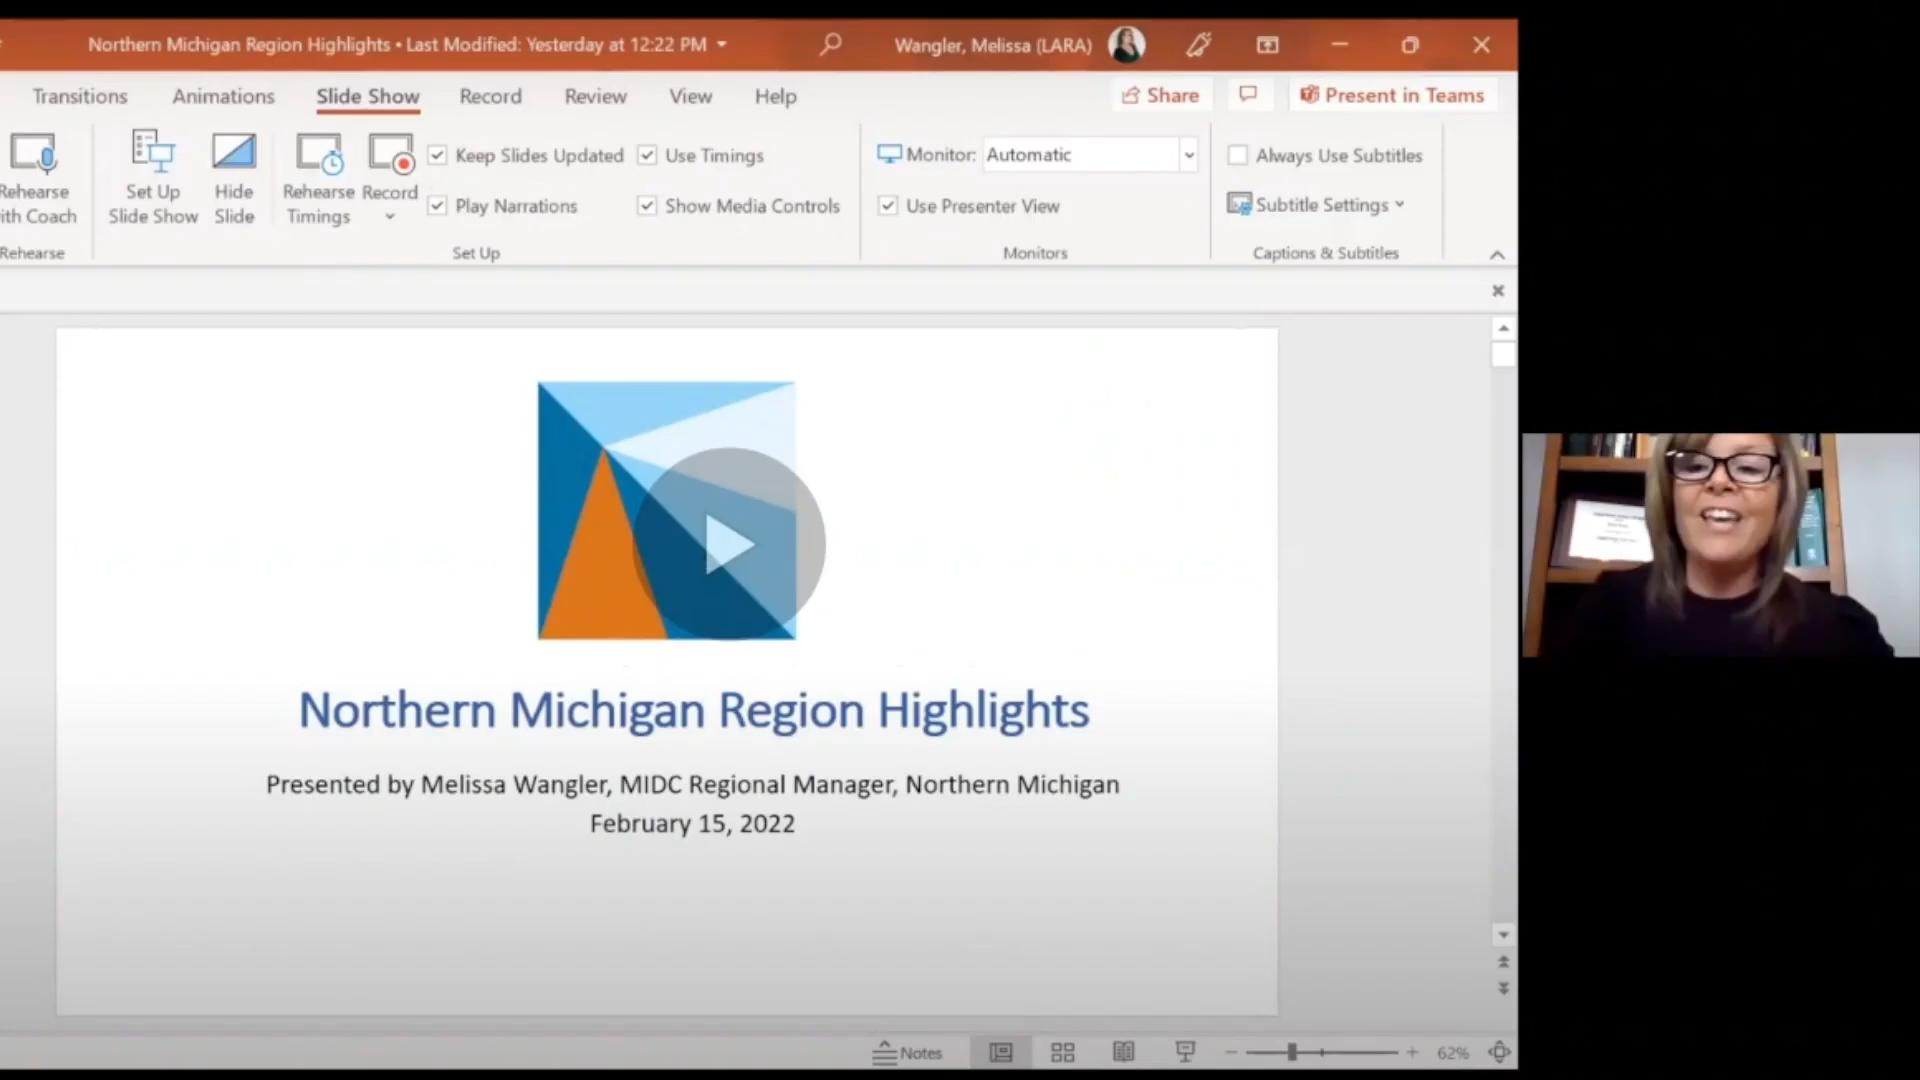 Northern Michigan Region Highlights • Last Modified: Yesterday at 12:22 PM
Wangler, Melissa (LARA)
Transitions Animations Slide Show Record Review View Help
Share
Present in Teams
Rehearse
ith Coach
Set Up
Slide Show
Hide
Slide
Rehearse
Timings
Record
Keep Slides Updated
Play Narrations
Use Timings
Show Media Controls
Monitor: Automatic
Use Presenter View
Always Use Subtitles
Subtitle Settings
Rehearse
Set Up
Monitors
Captions & Subtitles
Northern Michigan Region Highlights
Presented by Melissa Wangler, MIDC Regional Manager, Northern Michigan
February 15, 2022
Notes
62%